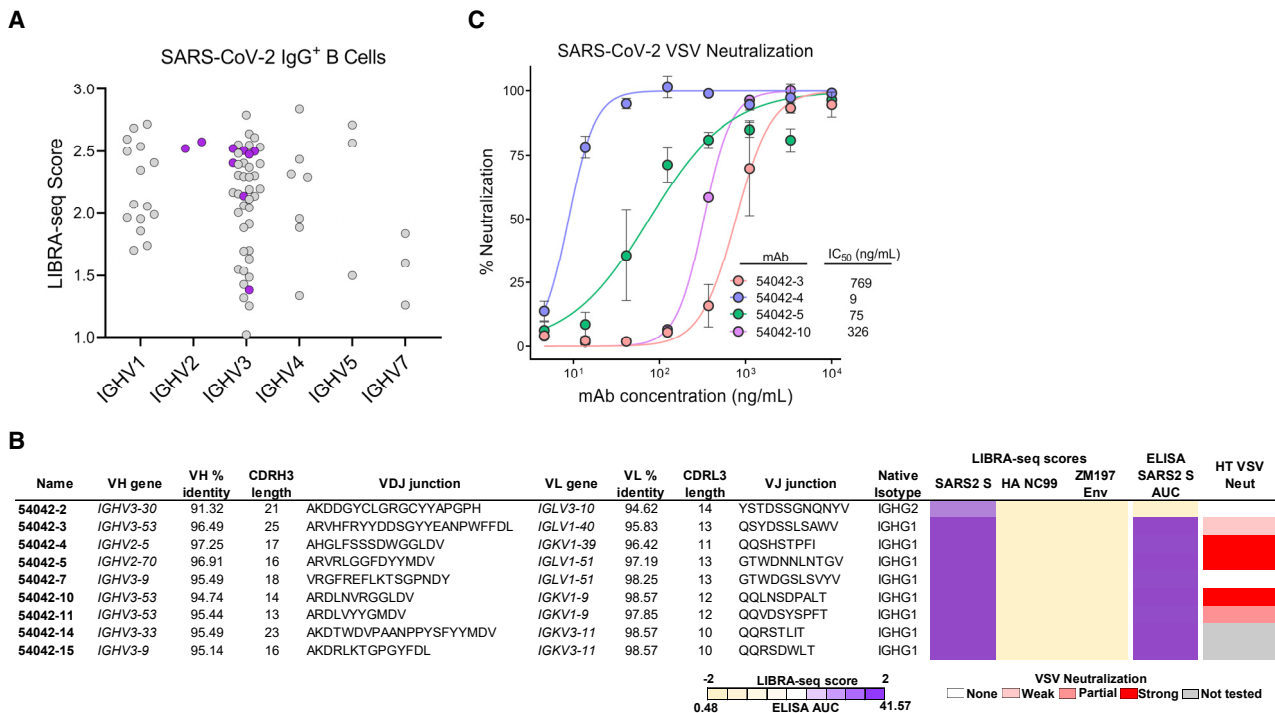 A
SARS-CoV-2 IgG+ B Cells
LIBRA-seq Score
3.0
2.5
2.0
1.5
1.0
IGHV1 IGHV2 IGHV3 IGHV4 IGHV5 IGHV7
C
SARS-CoV-2 VSV Neutralization
% Neutralization
100
75
50
25
0
mAb IC50 (ng/mL)
54042-3 769
54042-4 9
54042-5 75
54042-10 326
10¹ 10² 10³ 10⁴
mAb concentration (ng/mL)
B
LIBRA-seq scores
Name VH gene VH % identity CDRH3 length VDJ junction VL gene VL % identity CDRL3 length VJ junction Native Isotype SARS2 S HA NC99 ZM197 Env ELISA SARS2 S AUC HT VSV Neut
54042-2 IGHV3-30 91.32 21 AKDDGYCLGRGCYYAPGPH IGLV3-10 94.62 14 YSTDSSGNQNYV IGHG2
54042-3 IGHV3-53 96.49 25 ARVHFRYYDDSGYYEANPWFFDL IGLV1-40 95.83 13 QSYDSSLSAWV IGHG1
54042-4 IGHV2-5 97.25 17 AHGLFSSSDWGGLDV IGKV1-39 96.42 11 QQSHSTPFI IGHG1
54042-5 IGHV2-70 96.91 16 ARVRLGGFDYYMDV IGLV1-51 97.19 13 GTWDNNLNTGV IGHG1
54042-7 IGHV3-9 95.49 18 VRGFREFLKTSGPNDY IGLV1-51 98.25 13 GTWDGSLSVYV IGHG1
54042-10 IGHV3-53 94.74 14 ARDLNVRGGLDV IGKV1-9 98.57 12 QQLNSDPALT IGHG1
54042-11 IGHV3-53 95.44 13 ARDLVYYGMDV IGKV1-9 97.85 12 QQVDSYSPFT IGHG1
54042-14 IGHV3-33 95.49 23 AKDTWDVPAANPPYSFYYMDV IGKV3-11 98.57 10 QQRSTLIT IGHG1
54042-15 IGHV3-9 95.14 16 AKDRLKTGPGYFDL IGKV3-11 98.57 10 QQRSDWLT IGHG1
-2 LIBRA-seq score 2
0.48 ELISA AUC 41.57
VSV Neutralization
None Weak Partial Strong Not tested